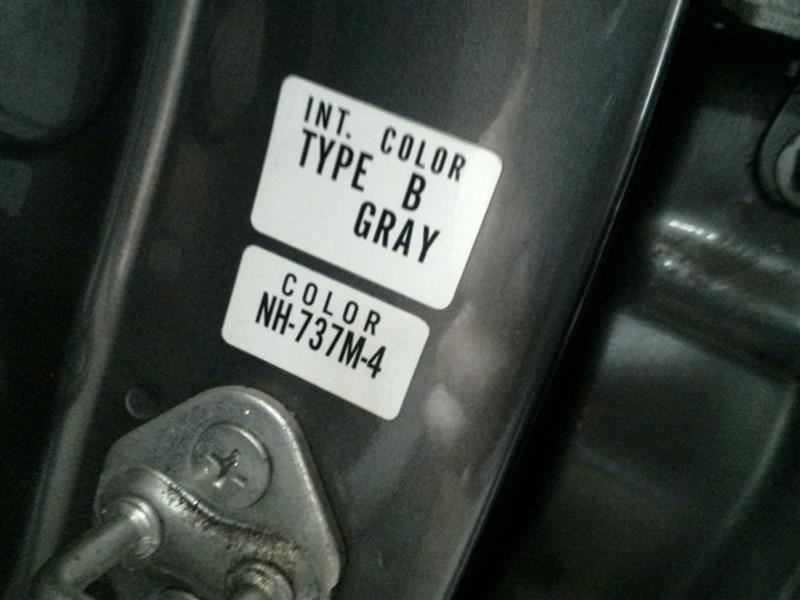 INT. COLOR
TYPE B
GRAY
COLOR
NH-737M-4